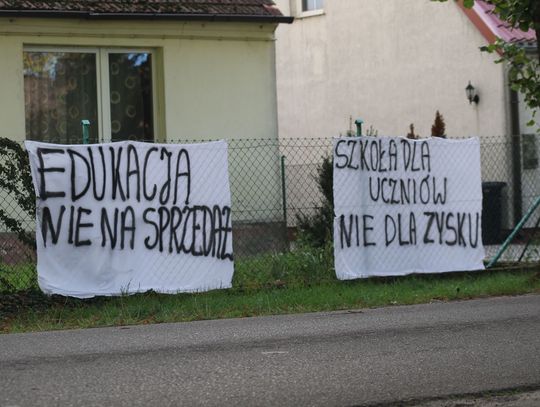 EDUKACJA
NIE NA SPRZEDAŻ
SZKOŁA DLA
UCZNIÓW
NIE DLA ZYSKU